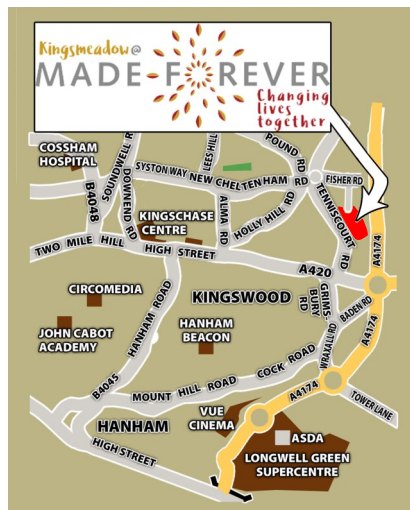 Kingsmeadow@
MADE-FOREVER
Changing
lives
together
COSSHAM
HOSPITAL
SOUNDWELL RD
DOWNEND RD
LEES HILL
POUND RD
SYSTON WAY
NEW CHELTENHAM RD
FISHER RD
TENNISCOURT RD
B4048
KINGSCHASE
CENTRE
ALMA RD
HOLLY HILL RD
TWO MILE HILL
HIGH STREET
A420
A4174
KINGSWOOD
GRIMSBURY
RD
BADEN RD
CIRCOMEDIA
HANHAM ROAD
JOHN CABOT
ACADEMY
HANHAM
BEACON
WRAXALL RD
A4174
COCK ROAD
B4045
MOUNT HILL ROAD
A4174
TOWER LANE
HANHAM
VUE
CINEMA
HIGH STREET
ASDA
LONGWELL GREEN
SUPERCENTRE